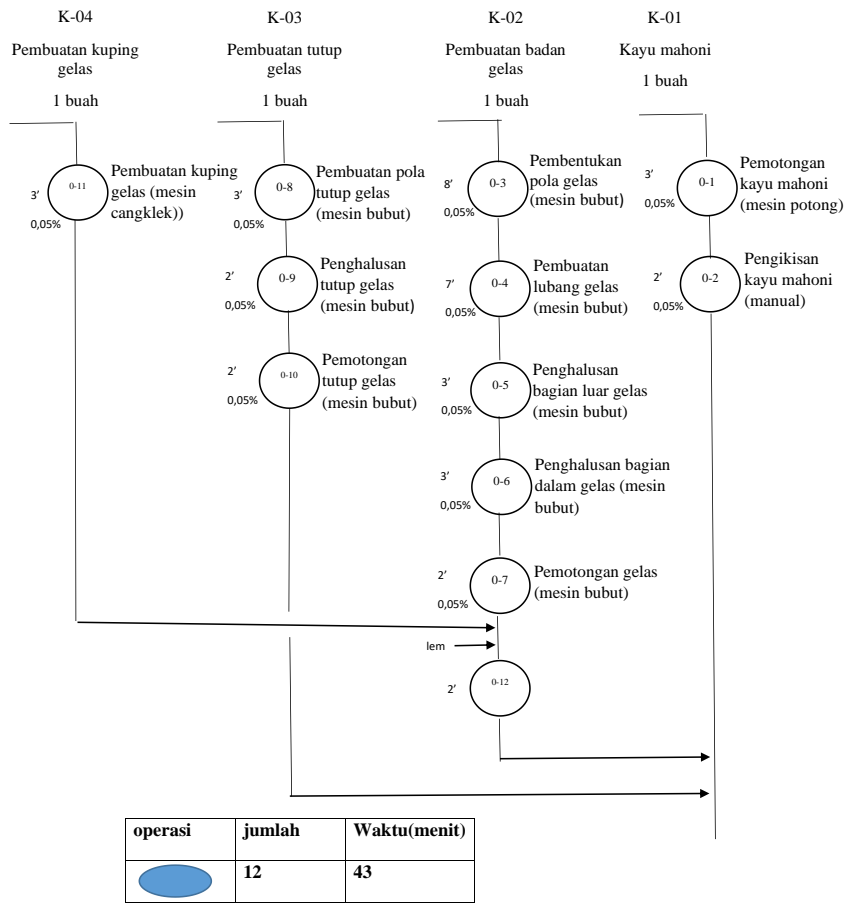 K-04
Pembuatan kuping
gelas
1 buah
3’
0,05%
0-11
Pembuatan kuping
gelas (mesin
cangklek))
K-03
Pembuatan tutup
gelas
1 buah
3’
0,05%
0-8
Pembuatan pola
tutup gelas
(mesin bubut)
2’
0,05%
0-9
Penghalusan
tutup gelas
(mesin bubut)
2’
0,05%
0-10
Pemotongan
tutup gelas
(mesin bubut)
K-02
Pembuatan badan
gelas
1 buah
8’
0,05%
0-3
Pembentukan
pola gelas
(mesin bubut)
7’
0,05%
0-4
Pembuatan
lubang gelas
(mesin bubut)
3’
0,05%
0-5
Penghalusan
bagian luar gelas
(mesin bubut)
3’
0,05%
0-6
Penghalusan bagian
dalam gelas (mesin
bubut)
2’
0,05%
0-7
Pemotongan gelas
(mesin bubut)
lem
2’
0-12
K-01
Kayu mahoni
1 buah
3’
0,05%
0-1
Pemotongan
kayu mahoni
(mesin potong)
2’
0,05%
0-2
Pengikisan
kayu mahoni
(manual)
operasi jumlah Waktu(menit)
12 43